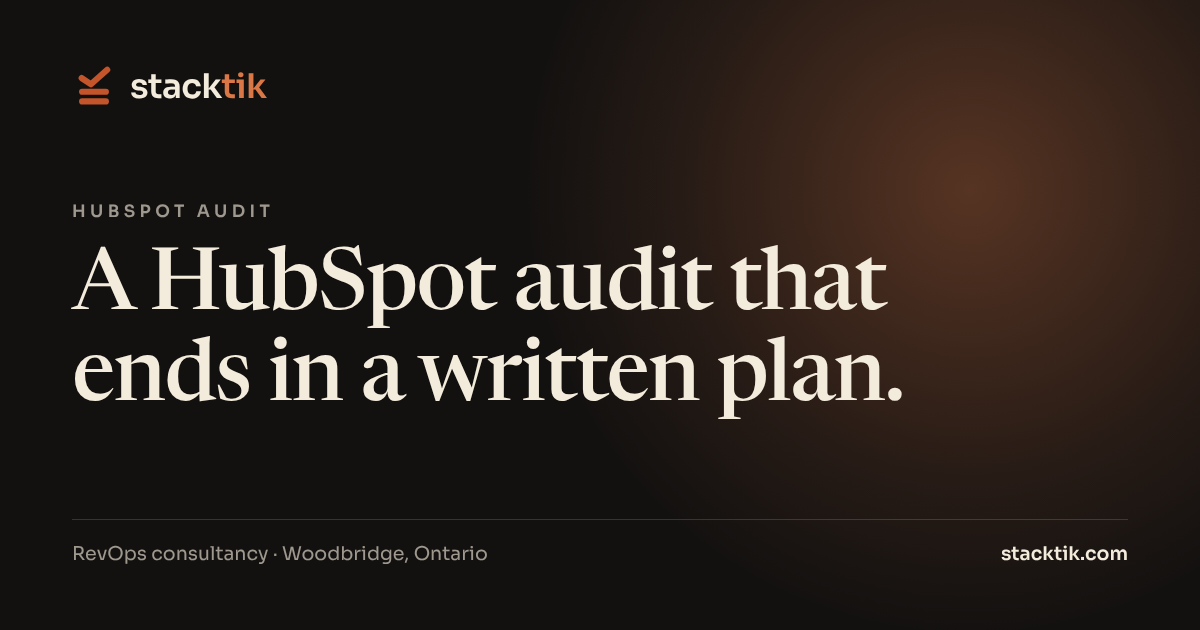 stacktik
HUBSPOT AUDIT
A HubSpot audit that
ends in a written plan.
RevOps consultancy · Woodbridge, Ontario
stacktik.com